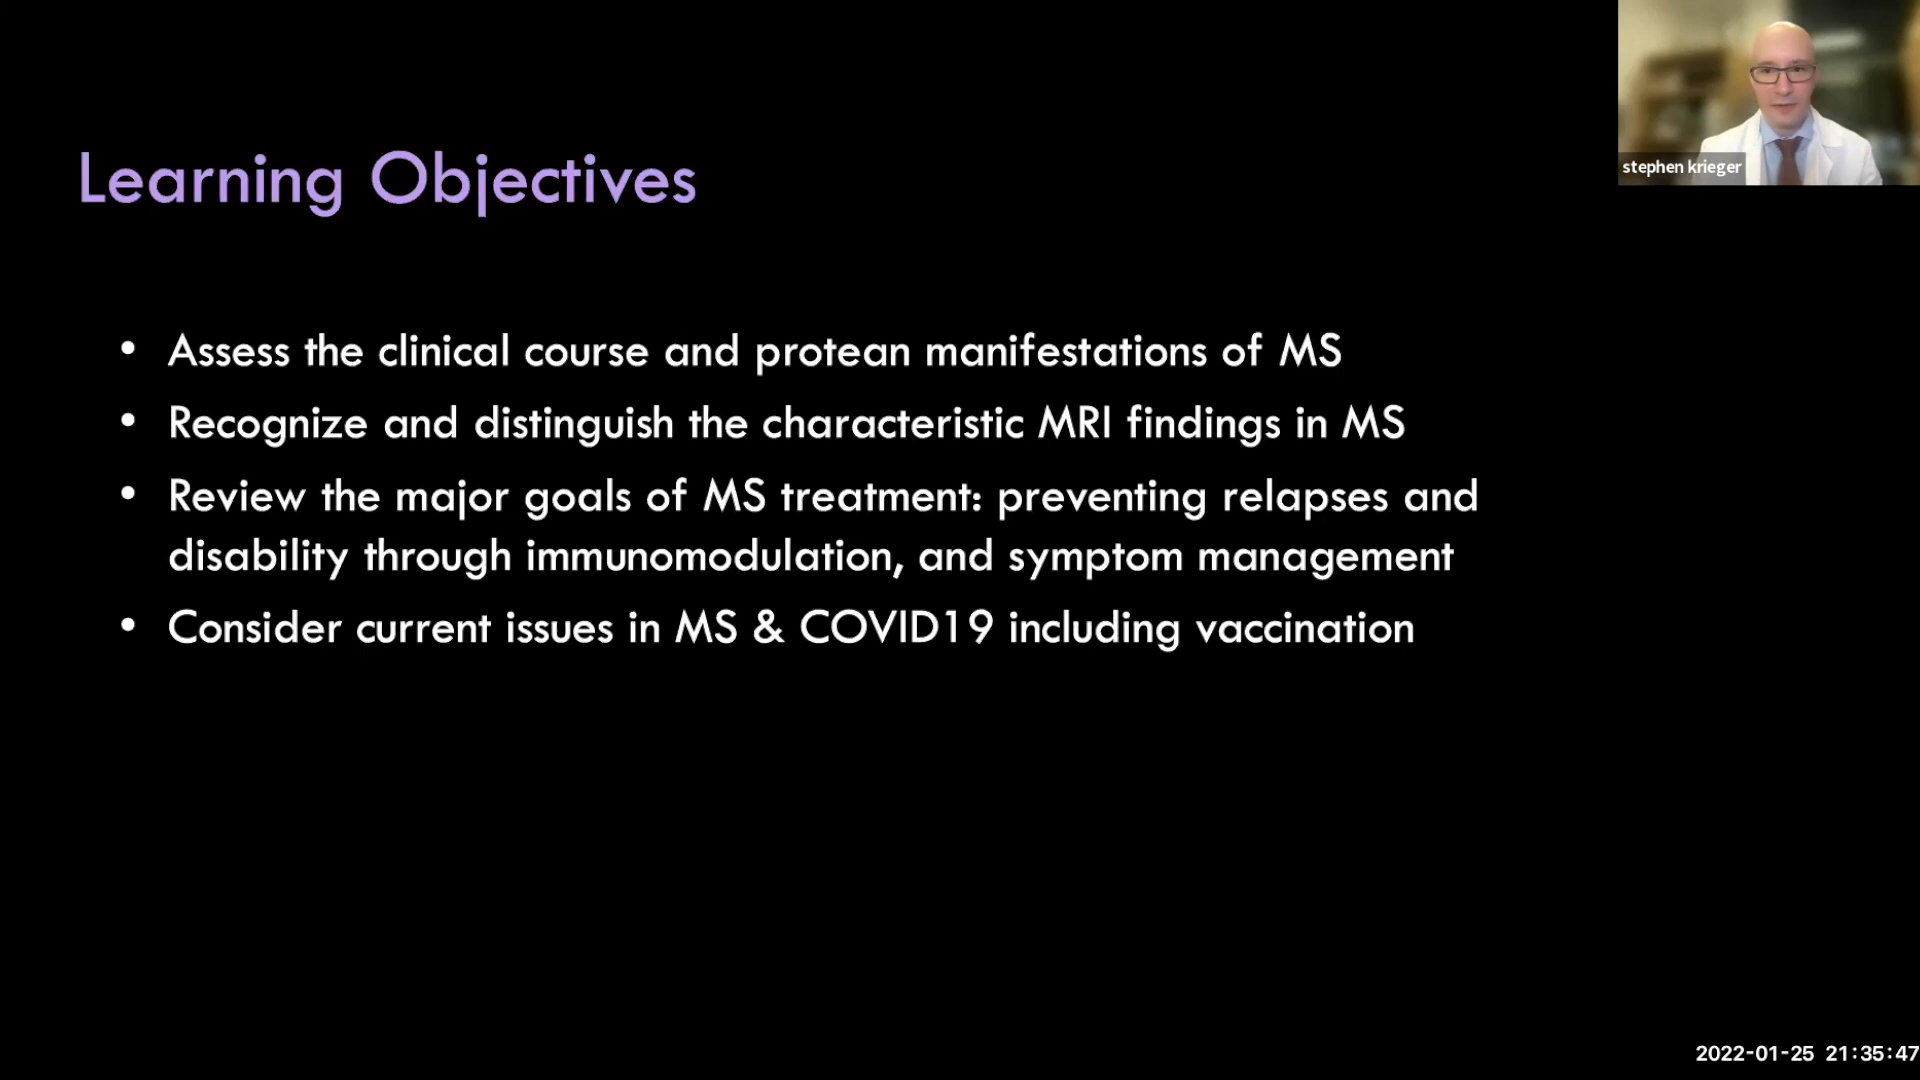 Learning Objectives
stephen krieger
• Assess the clinical course and protean manifestations of MS
• Recognize and distinguish the characteristic MRI findings in MS
• Review the major goals of MS treatment: preventing relapses and
disability through immunomodulation, and symptom management
• Consider current issues in MS & COVID19 including vaccination
2022-01-25 21:35:47